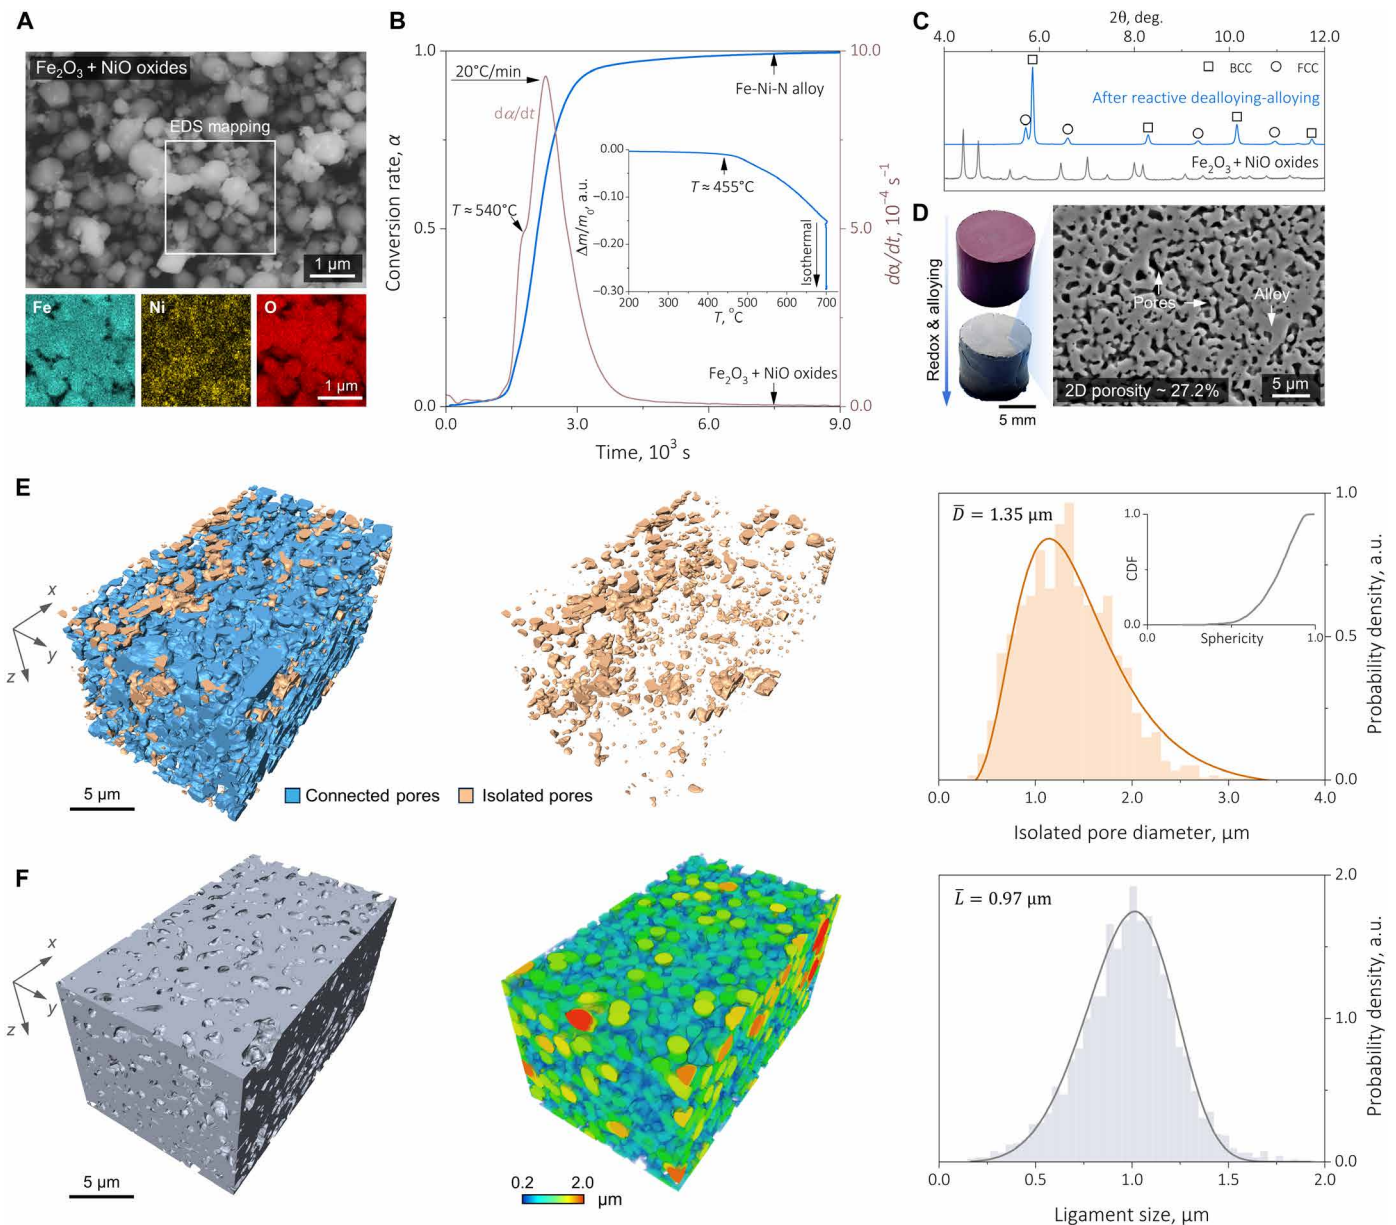 A
Fe₂O₃ + NiO oxides
EDS mapping
1 μm
Fe
Ni
O
1 μm
B
1.0
0.5
0.0
Conversion rate, α
20°C/min
dα/dt
T ≈ 540°C
Fe-Ni-N alloy
Fe₂O₃ + NiO oxides
10.0
5.0
0.0
dα/dt, 10⁻⁴ s⁻¹
0.0 3.0 6.0 9.0
Time, 10³ s
0.00
−0.10
−0.20
−0.30
Δm/m₀, a.u.
T ≈ 455°C
Isothermal
200 300 400 500 600 700
T, °C
C
2θ, deg.
4.0 6.0 8.0 10.0 12.0
BCC FCC
After reactive dealloying-alloying
Fe₂O₃ + NiO oxides
D
Redox & alloying
5 mm
Pores
Alloy
2D porosity ~ 27.2%
5 μm
E
x
y
z
5 μm
Connected pores
Isolated pores
D̅ = 1.35 μm
1.0
0.5
0.0
Probability density, a.u.
1.0
CDF
0.0
0.0 Sphericity 1.0
0.0 1.0 2.0 3.0 4.0
Isolated pore diameter, μm
F
x
y
z
5 μm
0.2 2.0
μm
L̅ = 0.97 μm
2.0
1.5
1.0
0.5
0.0
Probability density, a.u.
0.0 0.5 1.0 1.5 2.0
Ligament size, μm